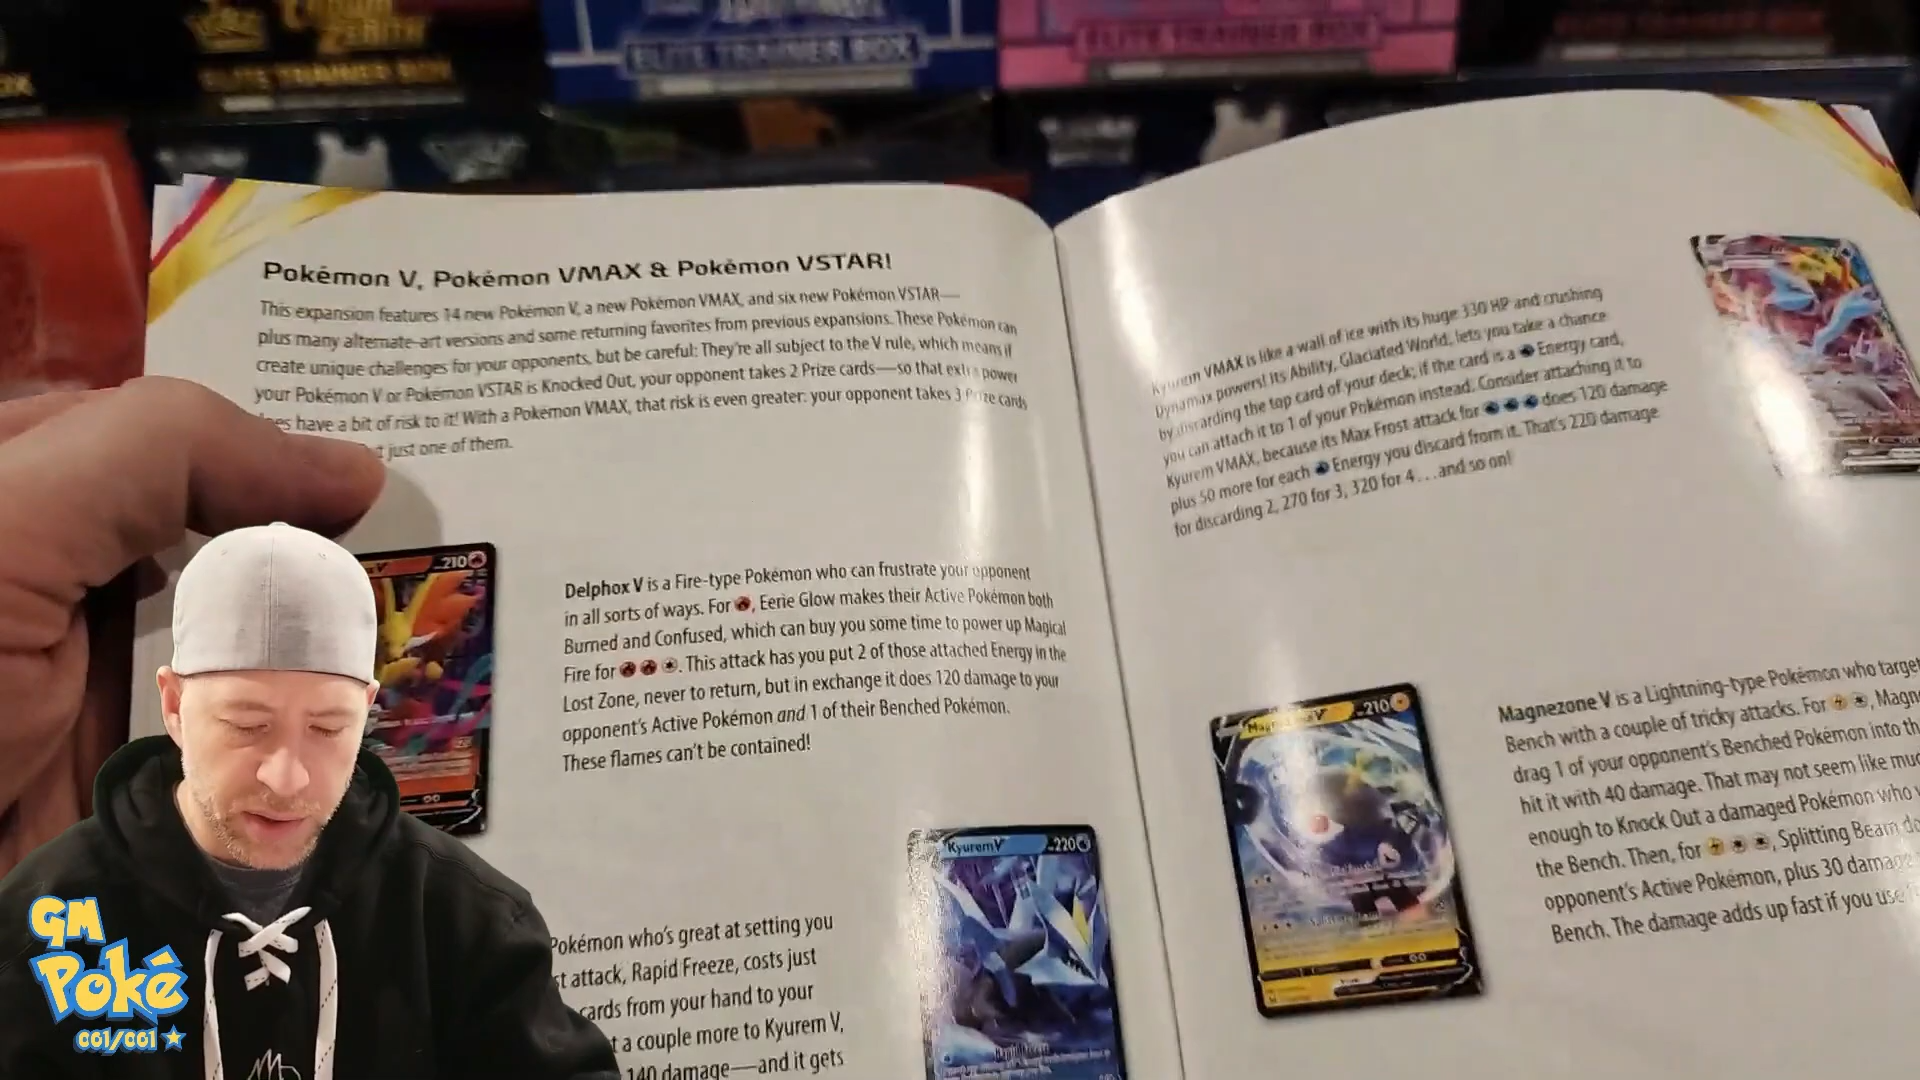 ELITE TRAINER BOX
ELITE TRAINER BOX
ELITE TRAINER BOX
Pokémon V, Pokémon VMAX & Pokémon VSTAR!
This expansion features 14 new Pokémon V, a new Pokémon VMAX, and six new Pokémon VSTAR—
plus many alternate-art versions and some returning favorites from previous expansions. These Pokémon can
create unique challenges for your opponents, but be careful: They're all subject to the V rule, which means if
your Pokémon V or Pokémon VSTAR is Knocked Out, your opponent takes 2 Prize cards—so that extra power
es have a bit of risk to it! With a Pokémon VMAX, that risk is even greater: your opponent takes 3 Prize cards
t just one of them.
210
Delphox V is a Fire-type Pokémon who can frustrate your opponent
in all sorts of ways. For , Eerie Glow makes their Active Pokémon both
Burned and Confused, which can buy you some time to power up Magical
Fire for . This attack has you put 2 of those attached Energy in the
Lost Zone, never to return, but in exchange it does 120 damage to your
opponent's Active Pokémon and 1 of their Benched Pokémon.
These flames can't be contained!
Pokémon who's great at setting you
st attack, Rapid Freeze, costs just
cards from your hand to your
t a couple more to Kyurem V,
140 damage—and it gets
Kyurem V 220
Kyurem VMAX is like a wall of ice with its huge 330 HP and crushing
Dynamax powers! Its Ability, Glaciated World, lets you take a chance
by discarding the top card of your deck; if the card is a Energy card,
you can attach it to 1 of your Pokémon instead. Consider attaching it to
Kyurem VMAX, because its Max Frost attack for does 120 damage
plus 50 more for each Energy you discard from it. That's 220 damage
for discarding 2, 270 for 3, 320 for 4…and so on!
Magnezone V 210
Magnezone V is a Lightning-type Pokémon who target
Bench with a couple of tricky attacks. For , Magne
drag 1 of your opponent's Benched Pokémon into th
hit it with 40 damage. That may not seem like muc
enough to Knock Out a damaged Pokémon who w
the Bench. Then, for , Splitting Beam do
opponent's Active Pokémon, plus 30 damage
Bench. The damage adds up fast if you use
GM
Poké
001/001